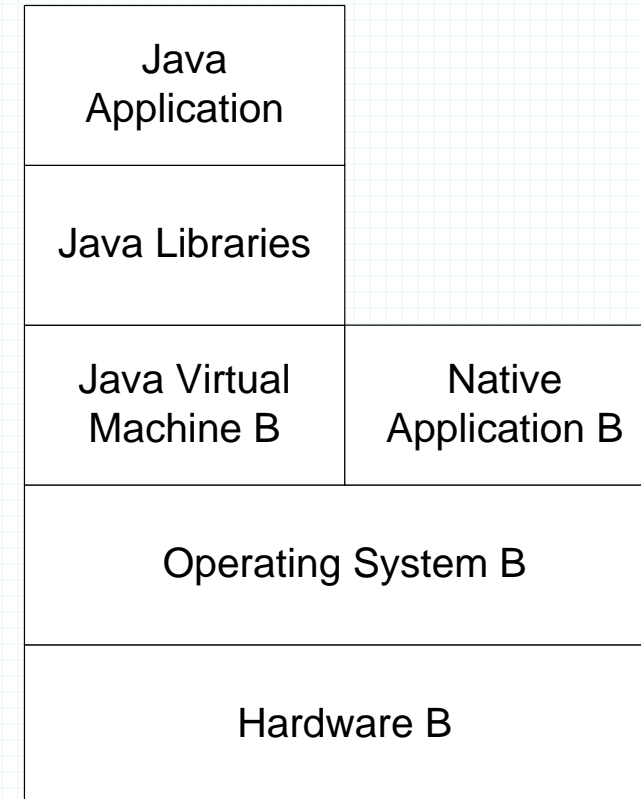 Java
Application
Java Libraries
Java Virtual
Machine B
Native
Application B
Operating System B
Hardware B